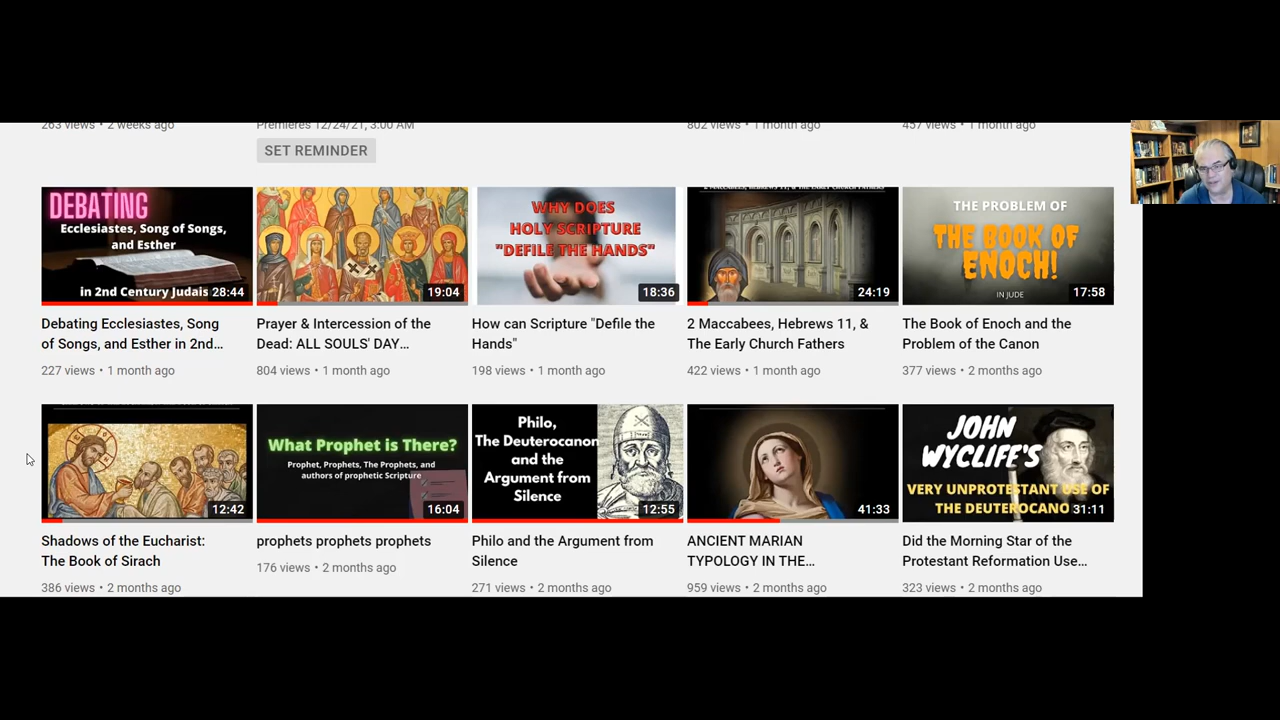 263 views • 2 weeks ago
Premieres 12/24/21, 3:00 AM
802 views • 1 month ago
457 views • 1 month ago
SET REMINDER
DEBATING
Ecclesiastes, Song of Songs,
and Esther
in 2nd Century Judais
28:44
19:04
WHY DOES
HOLY SCRIPTURE
"DEFILE THE HANDS"
18:36
2 MACCABEES, HEBREWS 11, & THE EARLY CHURCH FATHERS
24:19
THE PROBLEM OF
THE BOOK OF
ENOCH!
IN JUDE
17:58
Debating Ecclesiastes, Song
of Songs, and Esther in 2nd...
227 views • 1 month ago
Prayer & Intercession of the
Dead: ALL SOULS' DAY...
804 views • 1 month ago
How can Scripture "Defile the
Hands"
198 views • 1 month ago
2 Maccabees, Hebrews 11, &
The Early Church Fathers
422 views • 1 month ago
The Book of Enoch and the
Problem of the Canon
377 views • 2 months ago
12:42
What Prophet is There?
Prophet, Prophets, The Prophets, and
authors of prophetic Scripture
16:04
Philo,
The Deuterocanon
and the
Argument from
Silence
12:55
41:33
JOHN
WYCLIFE'S
VERY UNPROTESTANT USE OF
THE DEUTEROCANO
31:11
Shadows of the Eucharist:
The Book of Sirach
386 views • 2 months ago
prophets prophets prophets
176 views • 2 months ago
Philo and the Argument from
Silence
271 views • 2 months ago
ANCIENT MARIAN
TYPOLOGY IN THE...
959 views • 2 months ago
Did the Morning Star of the
Protestant Reformation Use...
323 views • 2 months ago